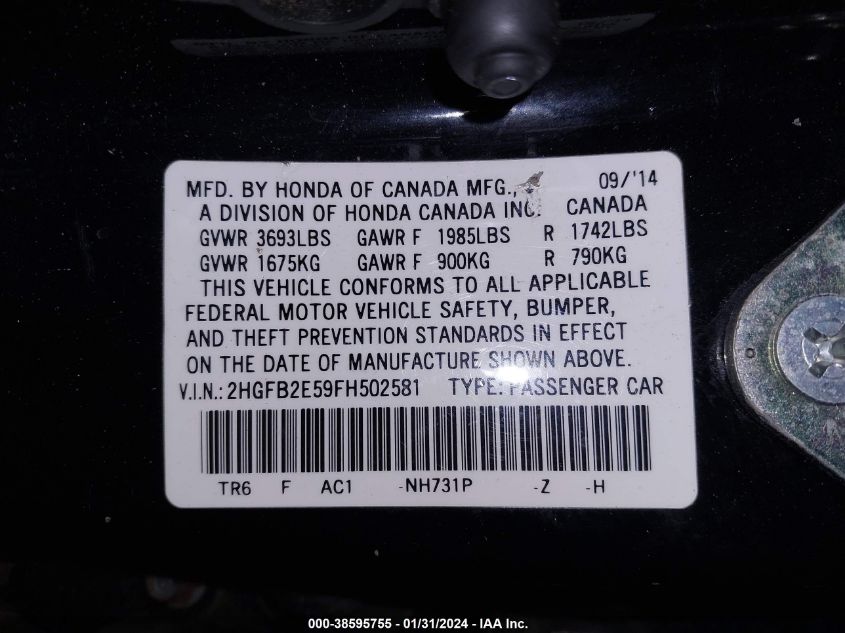 MFD. BY HONDA OF CANADA MFG., 09/'14
A DIVISION OF HONDA CANADA INC. CANADA
GVWR 3693LBS GAWR F 1985LBS R 1742LBS
GVWR 1675KG GAWR F 900KG R 790KG
THIS VEHICLE CONFORMS TO ALL APPLICABLE
FEDERAL MOTOR VEHICLE SAFETY, BUMPER,
AND THEFT PREVENTION STANDARDS IN EFFECT
ON THE DATE OF MANUFACTURE SHOWN ABOVE.
V.I.N.: 2HGFB2E59FH502581 TYPE: PASSENGER CAR
TR6 F AC1 -NH731P -Z -H
000-38595755 - 01/31/2024 - IAA Inc.